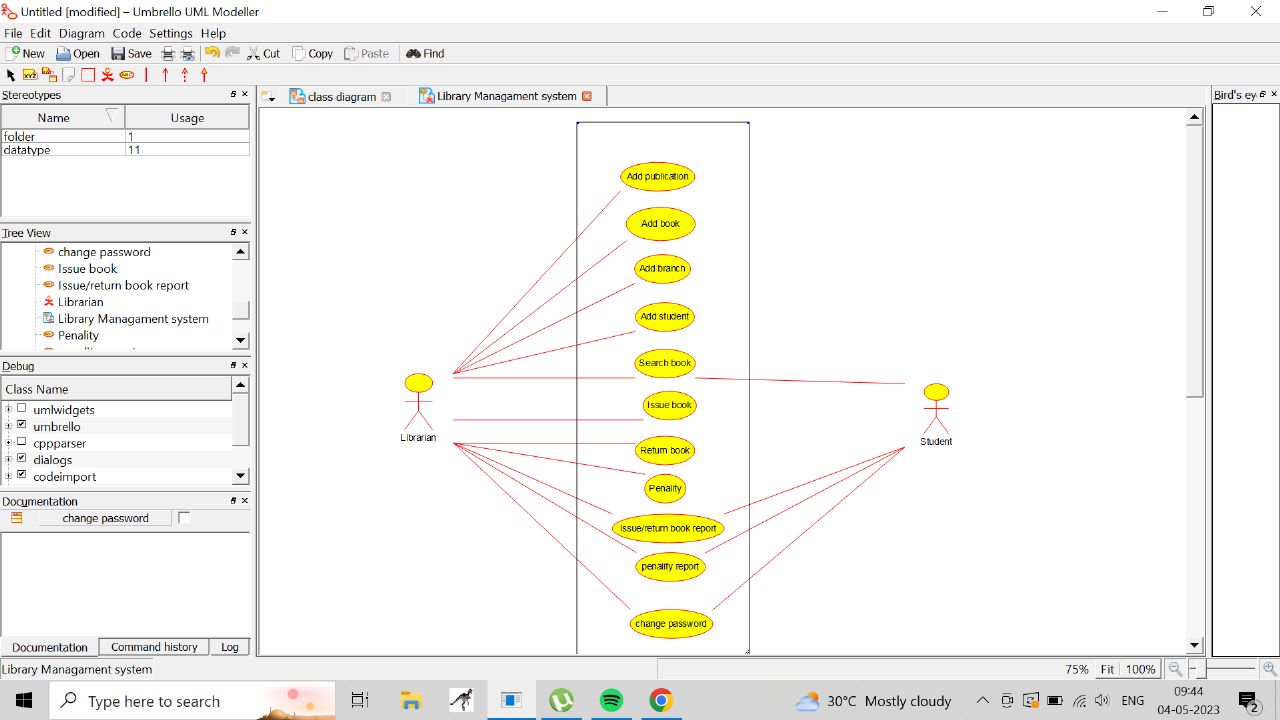 Untitled [modified] – Umbrello UML Modeller
File Edit Diagram Code Settings Help
New Open Save Cut Copy Paste Find
Stereotypes
Name Usage
folder 1
datatype 11
Tree View
change password
Issue book
Issue/return book report
Librarian
Library Managament system
Penality
Debug
Class Name
umlwidgets
umbrello
cppparser
dialogs
codeimport
Documentation
change password
Documentation Command history Log
Library Managament system
class diagram Library Managament system
Add publication
Add book
Add branch
Add student
Search book
Issue book
Return book
Penality
Issue/return book report
penality report
change password
Librarian
Student
Bird's ey
75% Fit 100%
Type here to search
30°C Mostly cloudy
ENG
09:44
04-05-2023
2